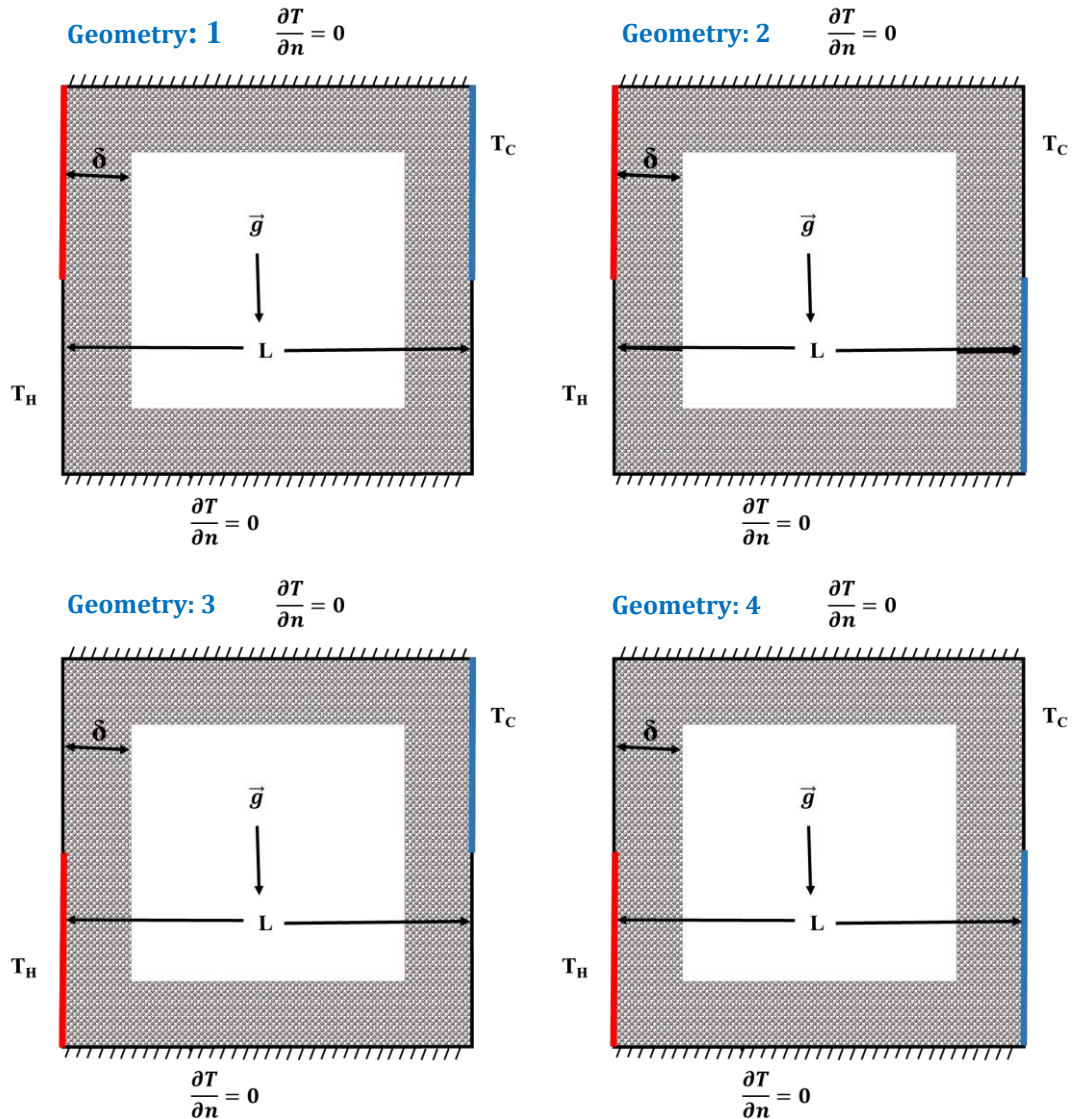 Geometry: 1 ∂T/∂n = 0
Geometry: 2 ∂T/∂n = 0
T_C
T_C
δ
δ
g⃗
g⃗
L
L
T_H
T_H
∂T/∂n = 0
∂T/∂n = 0
Geometry: 3 ∂T/∂n = 0
Geometry: 4 ∂T/∂n = 0
T_C
T_C
δ
δ
g⃗
g⃗
L
L
T_H
T_H
∂T/∂n = 0
∂T/∂n = 0